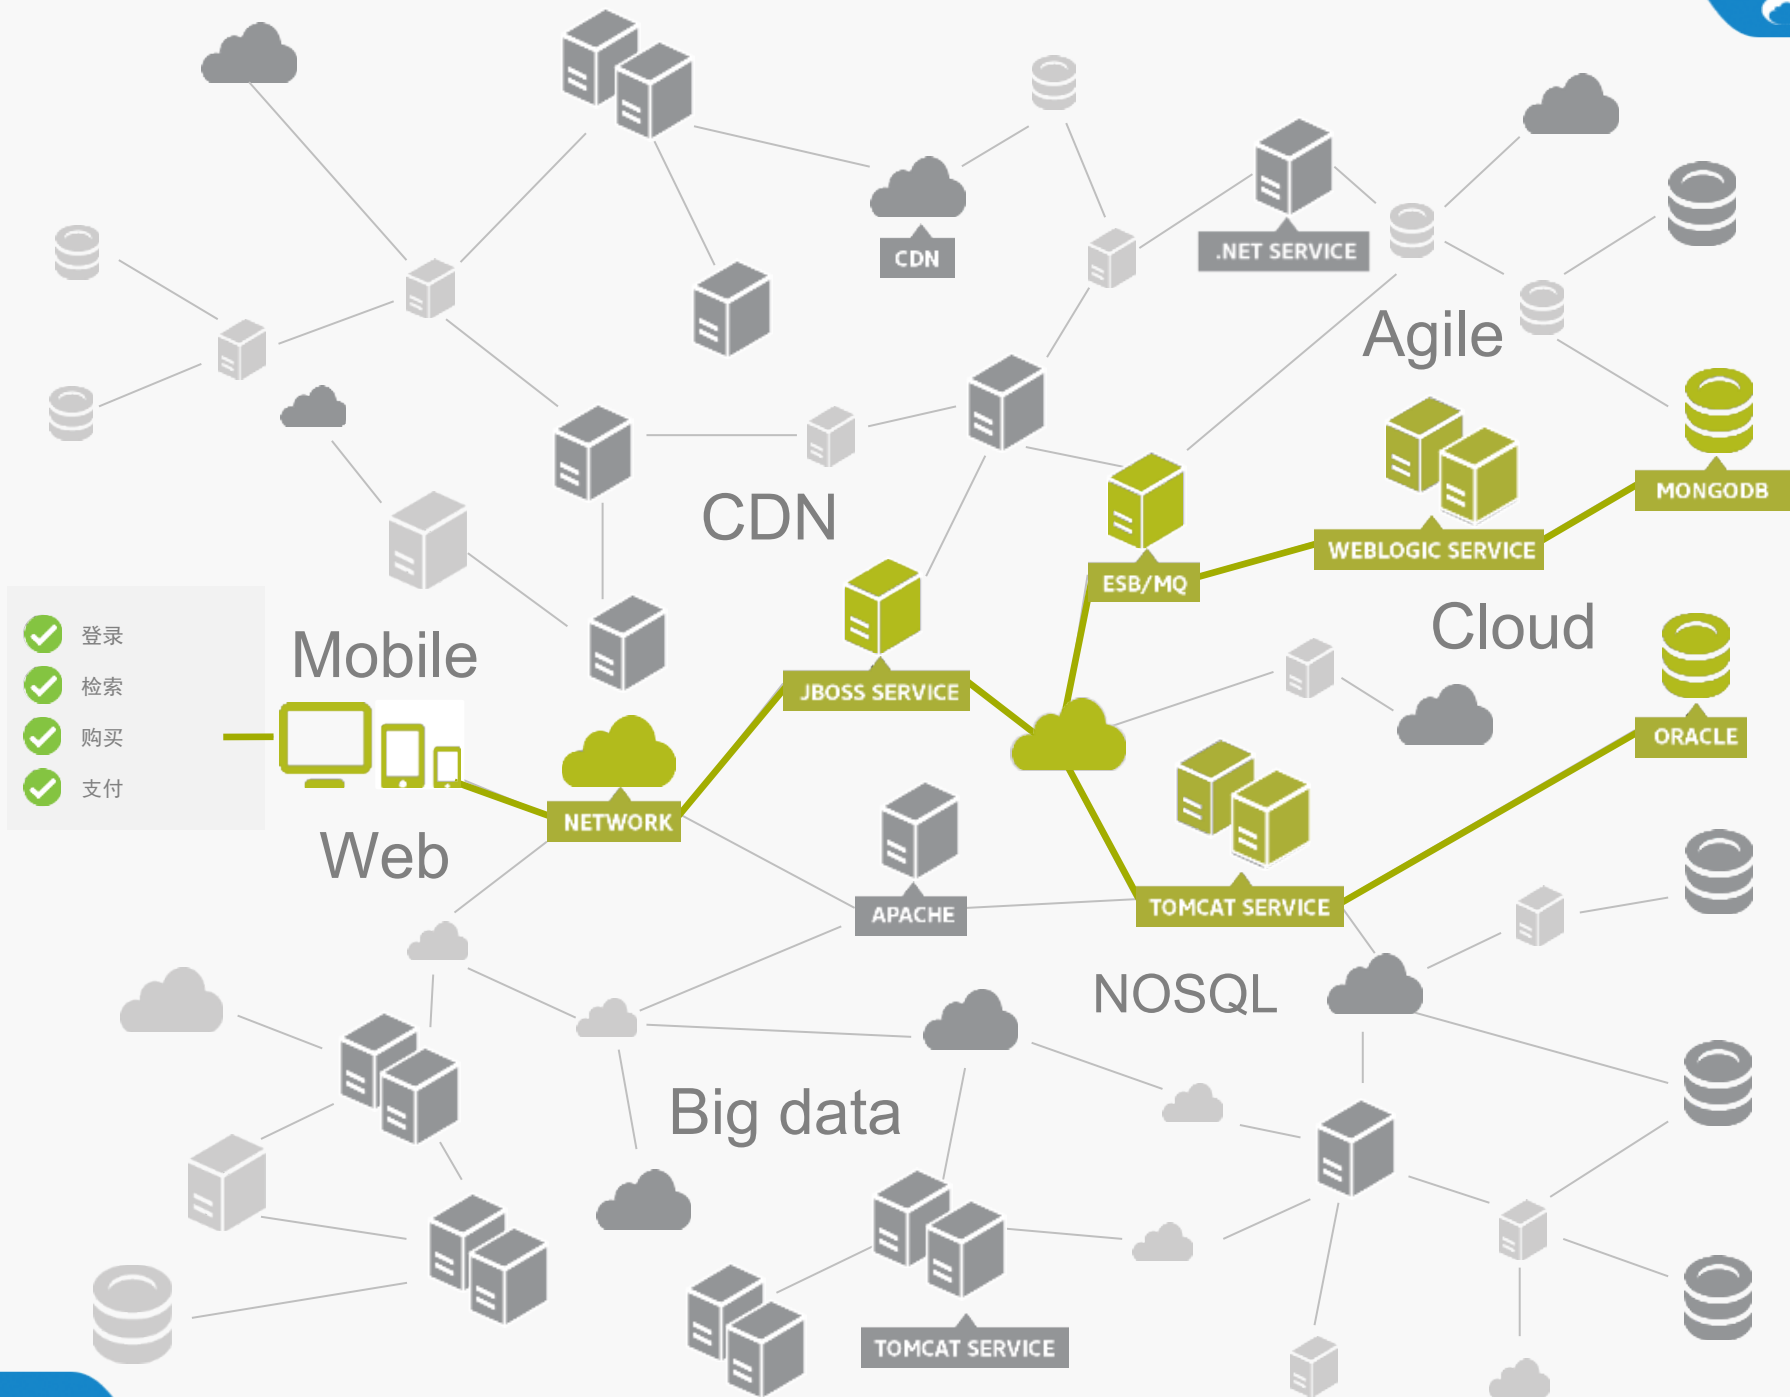 CDN
.NET SERVICE
Agile
MONGODB
CDN
WEBLOGIC SERVICE
ESB/MQ
登录
检索
购买
支付
Mobile
Cloud
JBOSS SERVICE
ORACLE
NETWORK
Web
APACHE
TOMCAT SERVICE
NOSQL
Big data
TOMCAT SERVICE